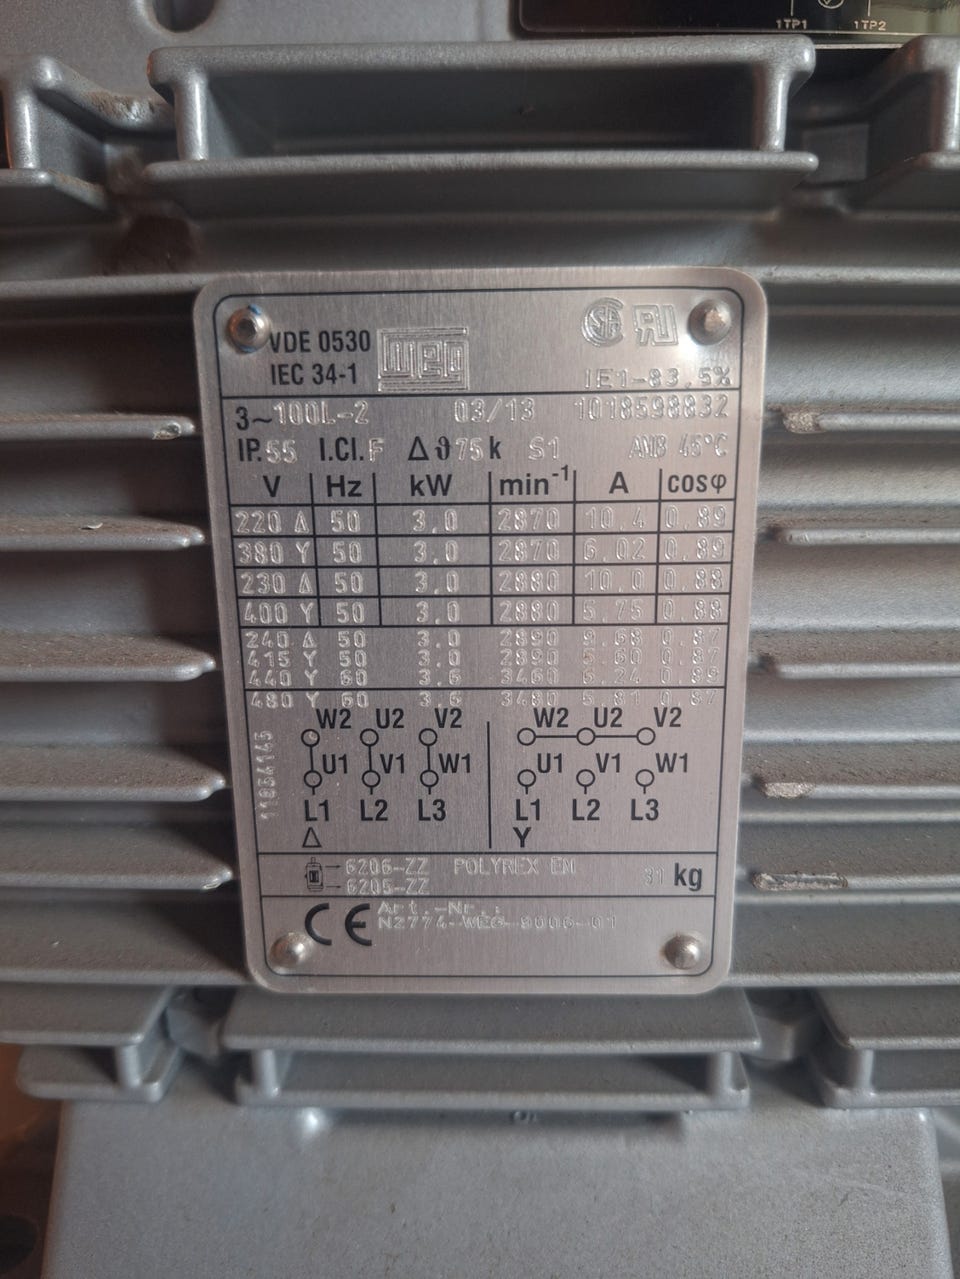 1TP1 1TP2
VDE 0530
IEC 34-1
WEG
IE1-83,5%
3~100L-2 03/13 1018598832
IP.55 I.Cl.F Δϑ75k S1 AMB 45°C
V Hz kW min-1 A cosφ
220 Δ 50 3.0 2870 10.4 0.89
380 Y 50 3.0 2870 6.02 0.89
230 Δ 50 3.0 2880 10.0 0.88
400 Y 50 3.0 2880 5.75 0.88
240 Δ 50 3.0 2890 9.68 0.87
415 Y 50 3.0 2890 5.60 0.87
440 Y 60 3.6 3460 6.24 0.89
480 Y 60 3.6 3480 5.81 0.87
W2 U2 V2 W2 U2 V2
U1 V1 W1 U1 V1 W1
L1 L2 L3 L1 L2 L3
Δ Y
6206-ZZ POLYREX EM
6205-ZZ 31 kg
CE Art.-Nr.: